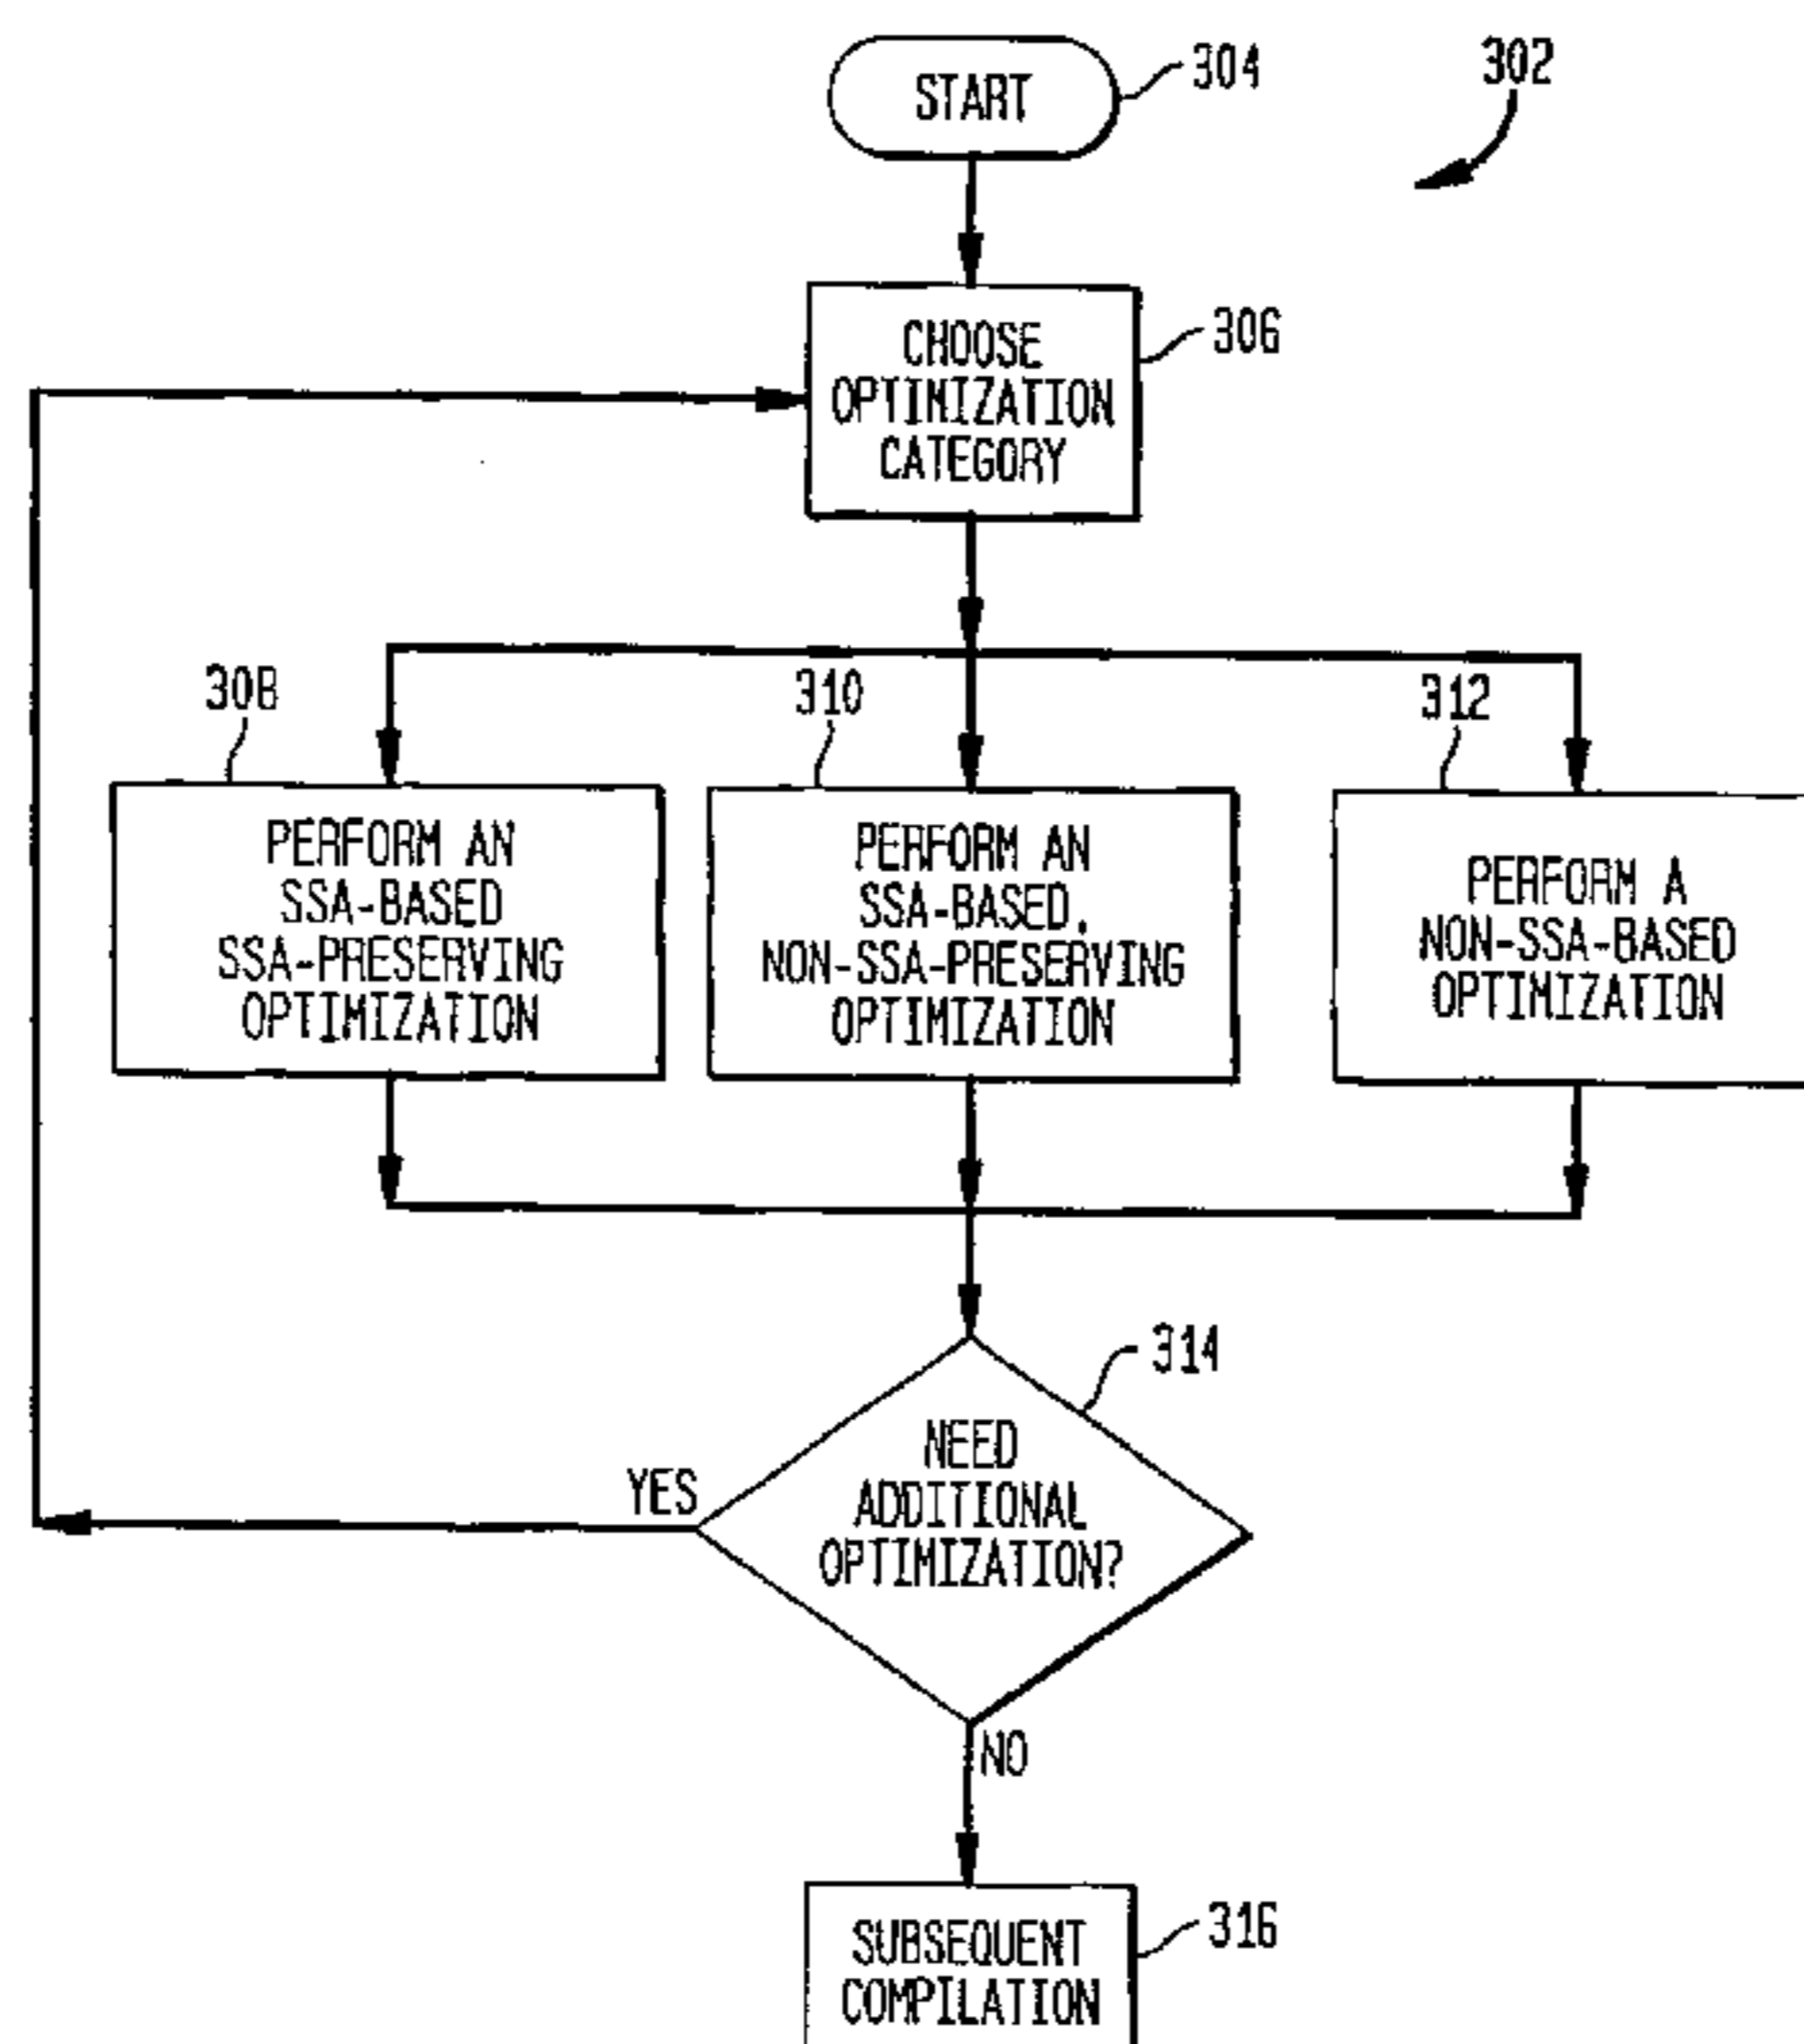 START
304
302
CHOOSE
OPTIMIZATION
CATEGORY
306
308
310
312
PERFORM AN
SSA-BASED
SSA-PRESERVING
OPTIMIZATION
PERFORM AN
SSA-BASED,
NON-SSA-PRESERVING
OPTIMIZATION
PERFORM A
NON-SSA-BASED
OPTIMIZATION
314
NEED
ADDITIONAL
OPTIMIZATION?
YES
NO
SUBSEQUENT
COMPILATION
316